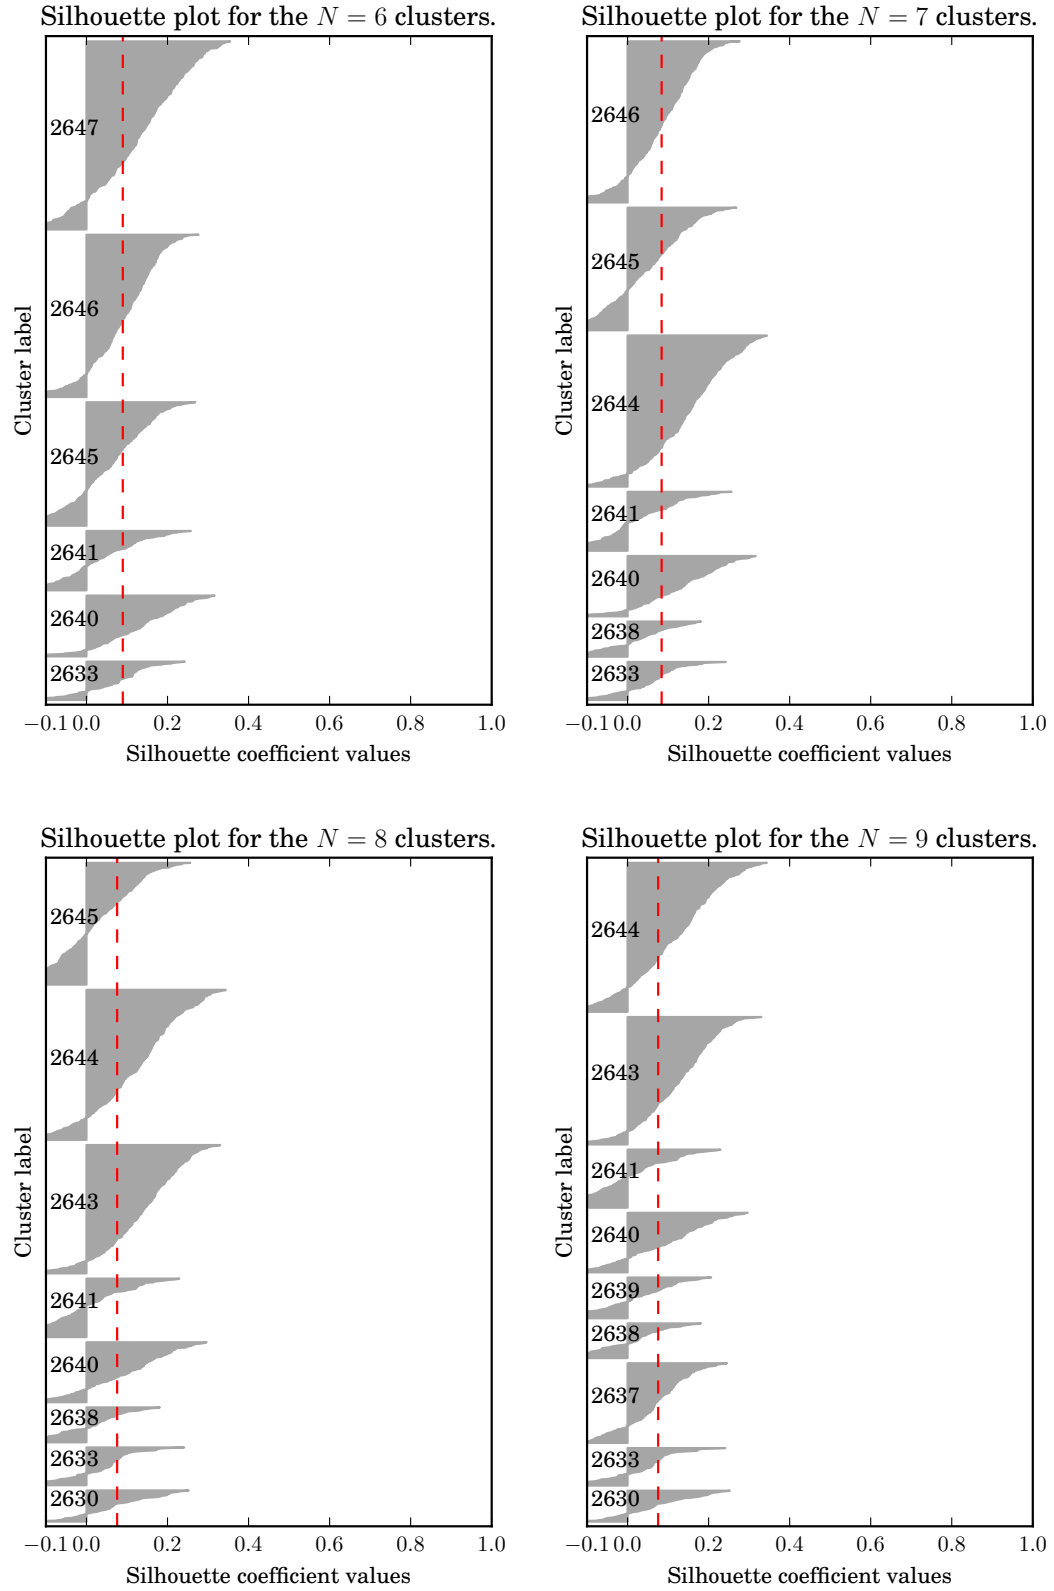 Silhouette plot for the N = 6 clusters.
2647
2646
2645
2641
2640
2633
Cluster label
−0.1 0.0 0.2 0.4 0.6 0.8 1.0
Silhouette coefficient values
Silhouette plot for the N = 7 clusters.
2646
2645
2644
2641
2640
2638
2633
Cluster label
−0.1 0.0 0.2 0.4 0.6 0.8 1.0
Silhouette coefficient values
Silhouette plot for the N = 8 clusters.
2645
2644
2643
2641
2640
2638
2633
2630
Cluster label
−0.1 0.0 0.2 0.4 0.6 0.8 1.0
Silhouette coefficient values
Silhouette plot for the N = 9 clusters.
2644
2643
2641
2640
2639
2638
2637
2633
2630
Cluster label
−0.1 0.0 0.2 0.4 0.6 0.8 1.0
Silhouette coefficient values